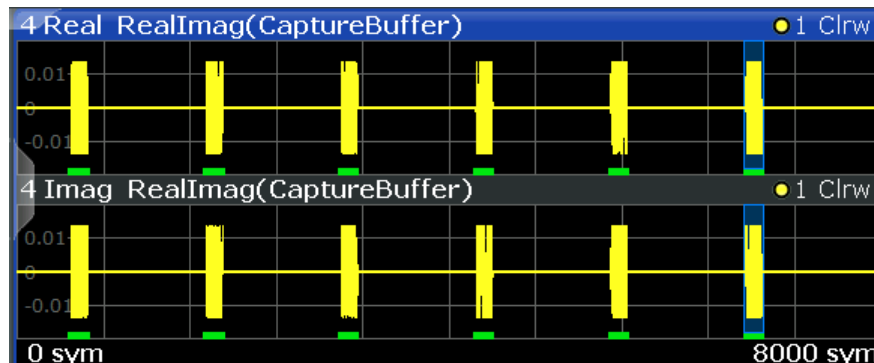 4 Real RealImag(CaptureBuffer) 1 Clrw
0.01
0
-0.01
4 Imag RealImag(CaptureBuffer) 1 Clrw
0.01
0
-0.01
0 sym 8000 sym